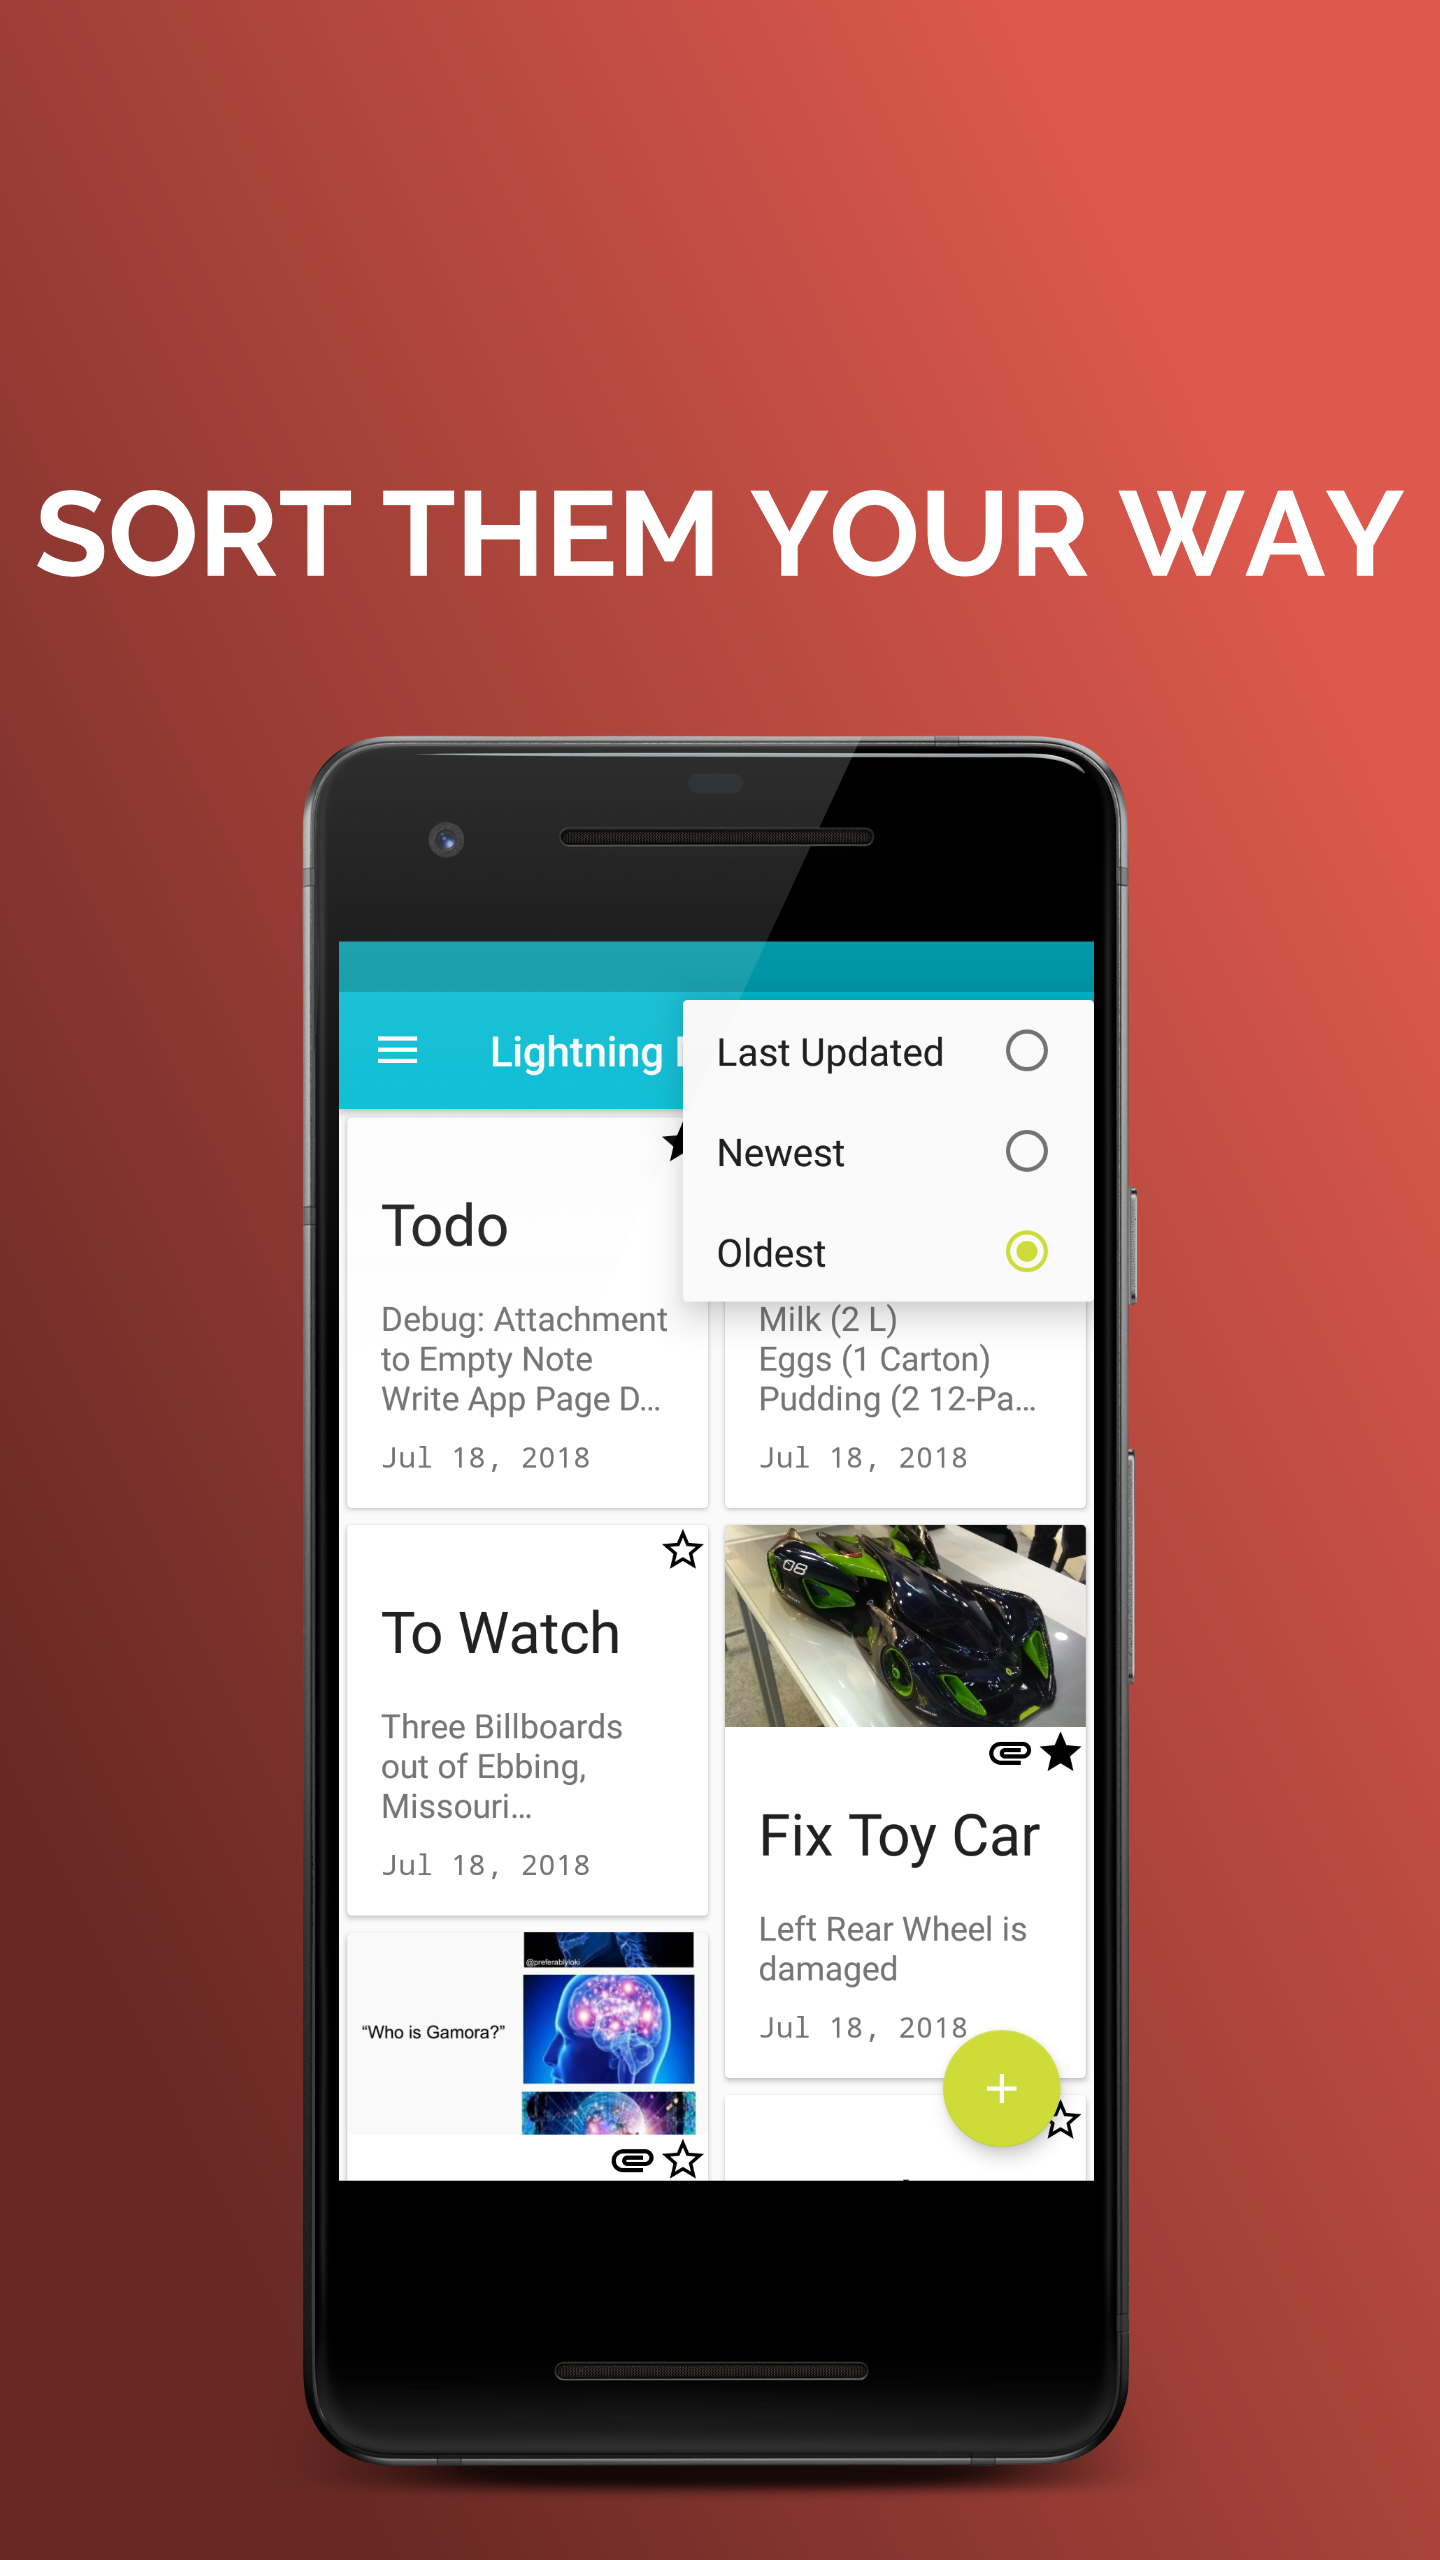 SORT THEM YOUR WAY
Lightning
Last Updated
Newest
Oldest
Todo
Debug: Attachment
to Empty Note
Write App Page D...
Jul 18, 2018
Milk (2 L)
Eggs (1 Carton)
Pudding (2 12-Pa...
Jul 18, 2018
To Watch
Three Billboards
out of Ebbing,
Missouri...
Jul 18, 2018
08
Fix Toy Car
Left Rear Wheel is
damaged
Jul 18, 2018
@preferablyloki
“Who is Gamora?”